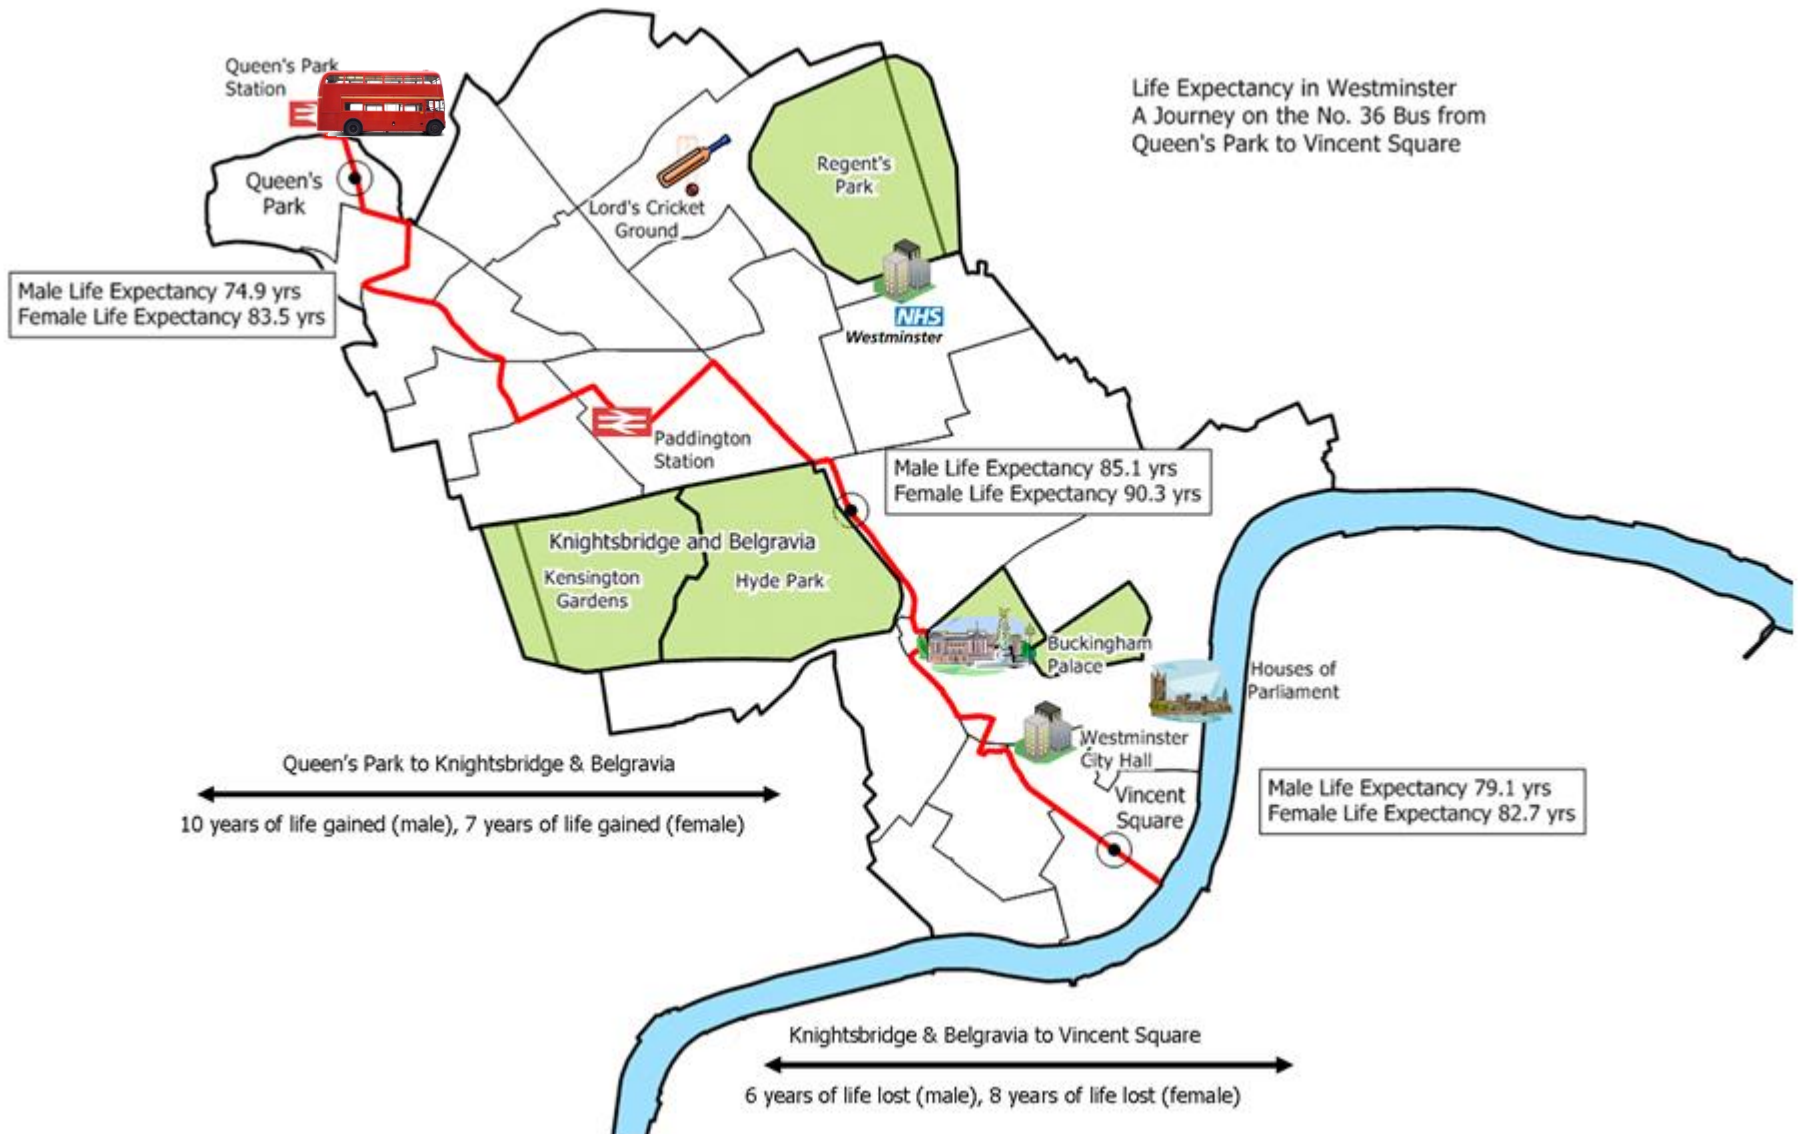 Queen's Park
Station
Life Expectancy in Westminster
A Journey on the No. 36 Bus from
Queen's Park to Vincent Square
Queen's
Park
Regent's
Park
Lord's Cricket
Ground
Male Life Expectancy 74.9 yrs
Female Life Expectancy 83.5 yrs
NHS
Westminster
Paddington
Station
Male Life Expectancy 85.1 yrs
Female Life Expectancy 90.3 yrs
Knightsbridge and Belgravia
Kensington
Gardens
Hyde Park
Buckingham
Palace
Houses of
Parliament
Westminster
City Hall
Vincent
Square
Male Life Expectancy 79.1 yrs
Female Life Expectancy 82.7 yrs
Queen's Park to Knightsbridge & Belgravia
10 years of life gained (male), 7 years of life gained (female)
Knightsbridge & Belgravia to Vincent Square
6 years of life lost (male), 8 years of life lost (female)